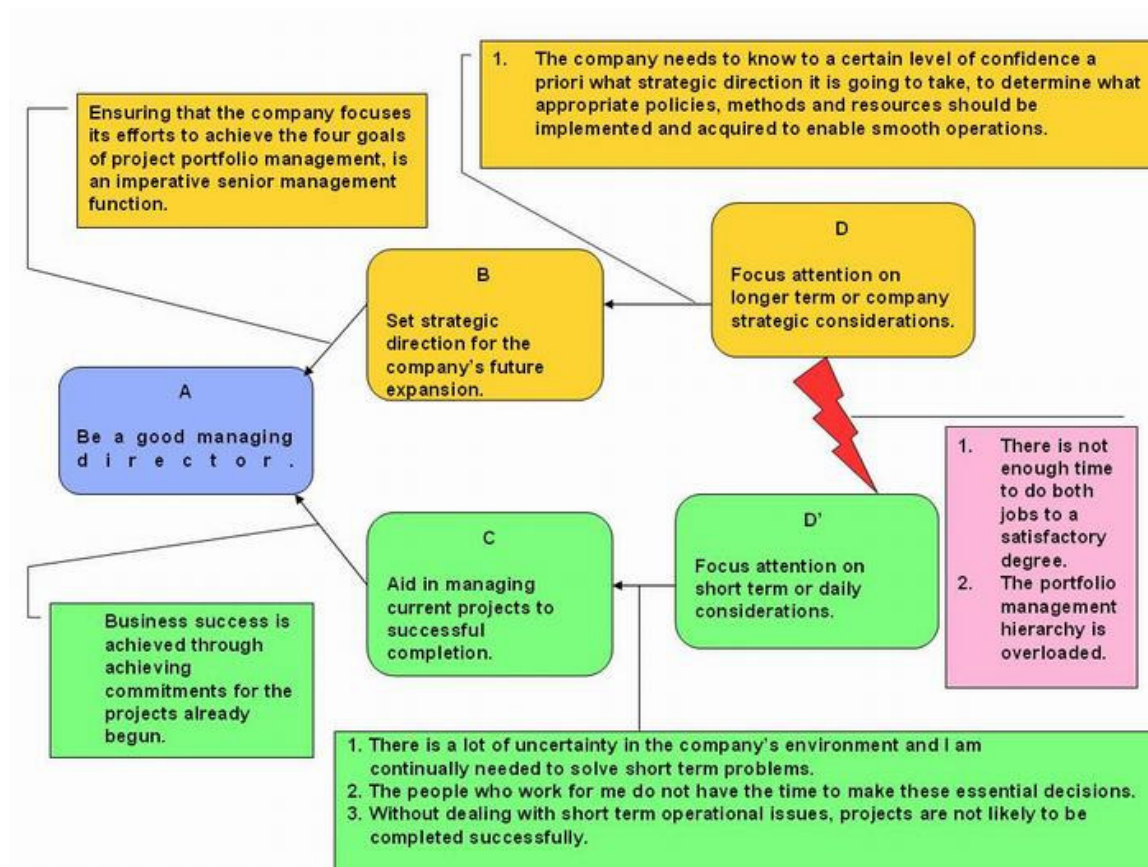 1. The company needs to know to a certain level of confidence a
priori what strategic direction it is going to take, to determine what
appropriate policies, methods and resources should be
implemented and acquired to enable smooth operations.
Ensuring that the company focuses
its efforts to achieve the four goals
of project portfolio management, is
an imperative senior management
function.
D
Focus attention on
longer term or company
strategic considerations.
B
Set strategic
direction for the
company's future
expansion.
A
Be a good managing
director.
1. There is not
enough time
to do both
jobs to a
satisfactory
degree.
2. The portfolio
management
hierarchy is
overloaded.
D'
Focus attention on
short term or daily
considerations.
C
Aid in managing
current projects to
successful
completion.
Business success is
achieved through
achieving
commitments for the
projects already
begun.
1. There is a lot of uncertainty in the company's environment and I am
continually needed to solve short term problems.
2. The people who work for me do not have the time to make these essential decisions.
3. Without dealing with short term operational issues, projects are not likely to be
completed successfully.